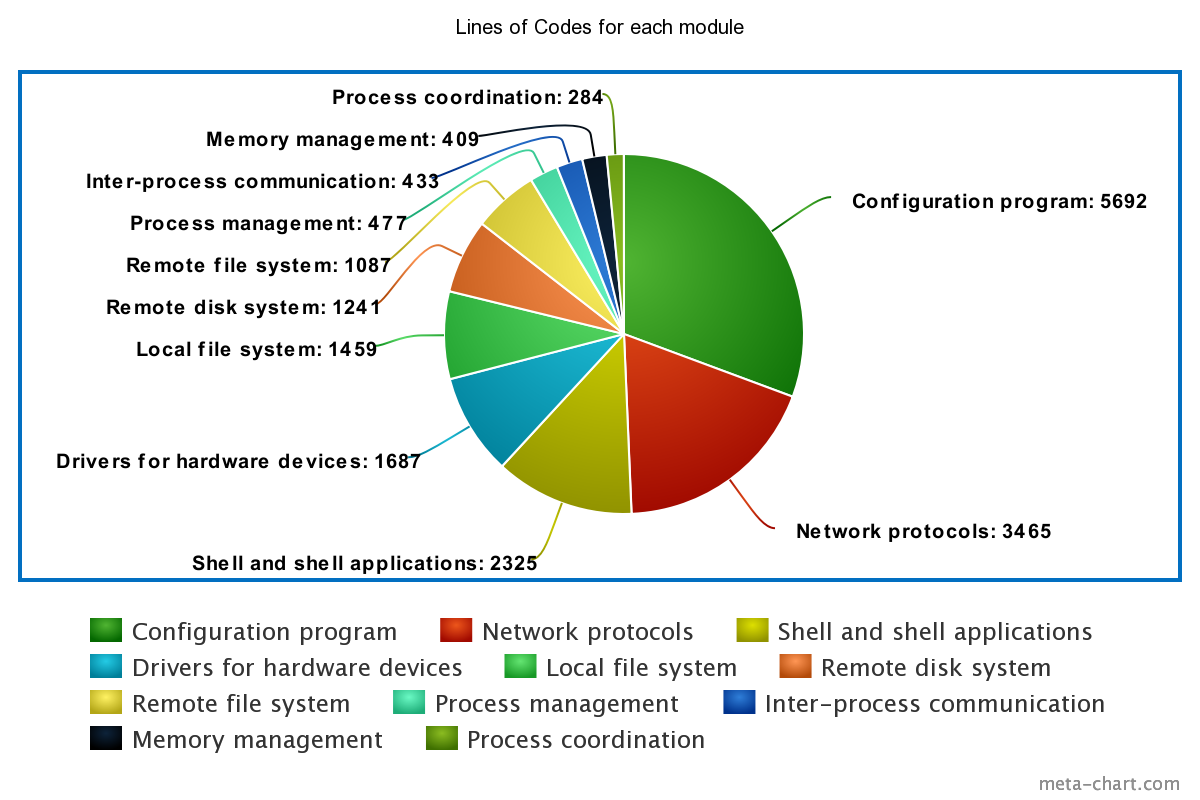 Lines of Codes for each module
Process coordination: 284
Memory management: 409
Inter-process communication: 433
Process management: 477
Configuration program: 5692
Remote file system: 1087
Remote disk system: 1241
Local file system: 1459
Drivers for hardware devices: 1687
Network protocols: 3465
Shell and shell applications: 2325
Configuration program Network protocols Shell and shell applications
Drivers for hardware devices Local file system Remote disk system
Remote file system Process management Inter-process communication
Memory management Process coordination
meta-chart.com